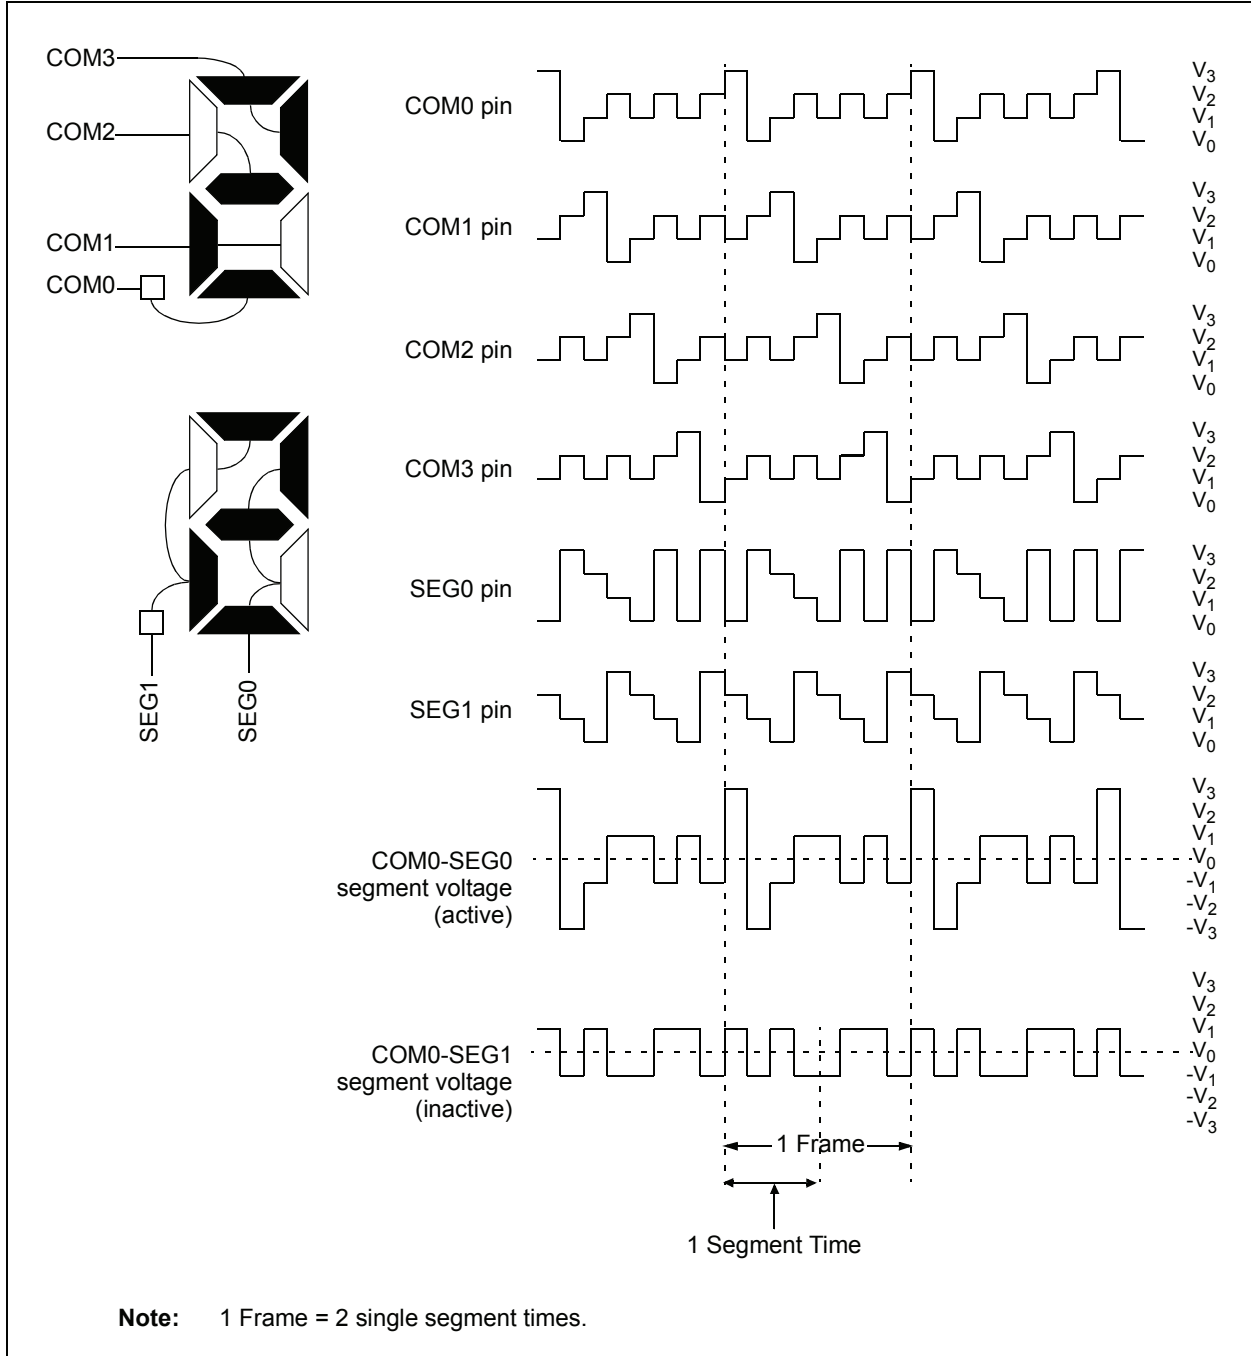 COM3
COM2
COM1
COM0
SEG1
SEG0
COM0 pin
V3
V2
V1
V0
COM1 pin
V3
V2
V1
V0
COM2 pin
V3
V2
V1
V0
COM3 pin
V3
V2
V1
V0
SEG0 pin
V3
V2
V1
V0
SEG1 pin
V3
V2
V1
V0
COM0-SEG0
segment voltage
(active)
V3
V2
V1
V0
-V1
-V2
-V3
COM0-SEG1
segment voltage
(inactive)
V3
V2
V1
V0
-V1
-V2
-V3
1 Frame
1 Segment Time
Note: 1 Frame = 2 single segment times.